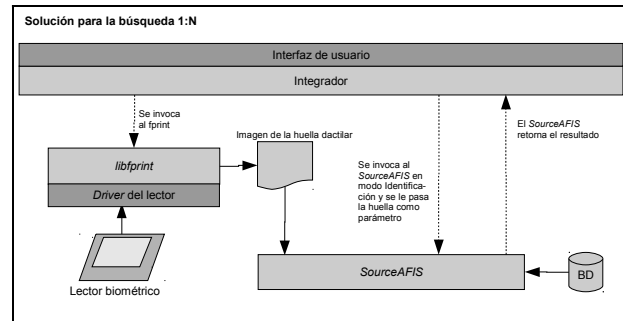 Solución para la búsqueda 1:N
Interfaz de usuario
Integrador
Se invoca
al fprint
Imagen de la huella dactilar
El SourceAFIS
retorna el resultado
libfprint
Driver del lector
Se invoca al
SourceAFIS en
modo Identifica-
ción y se le pasa
la huella como
parámetro
SourceAFIS
BD
Lector biométrico